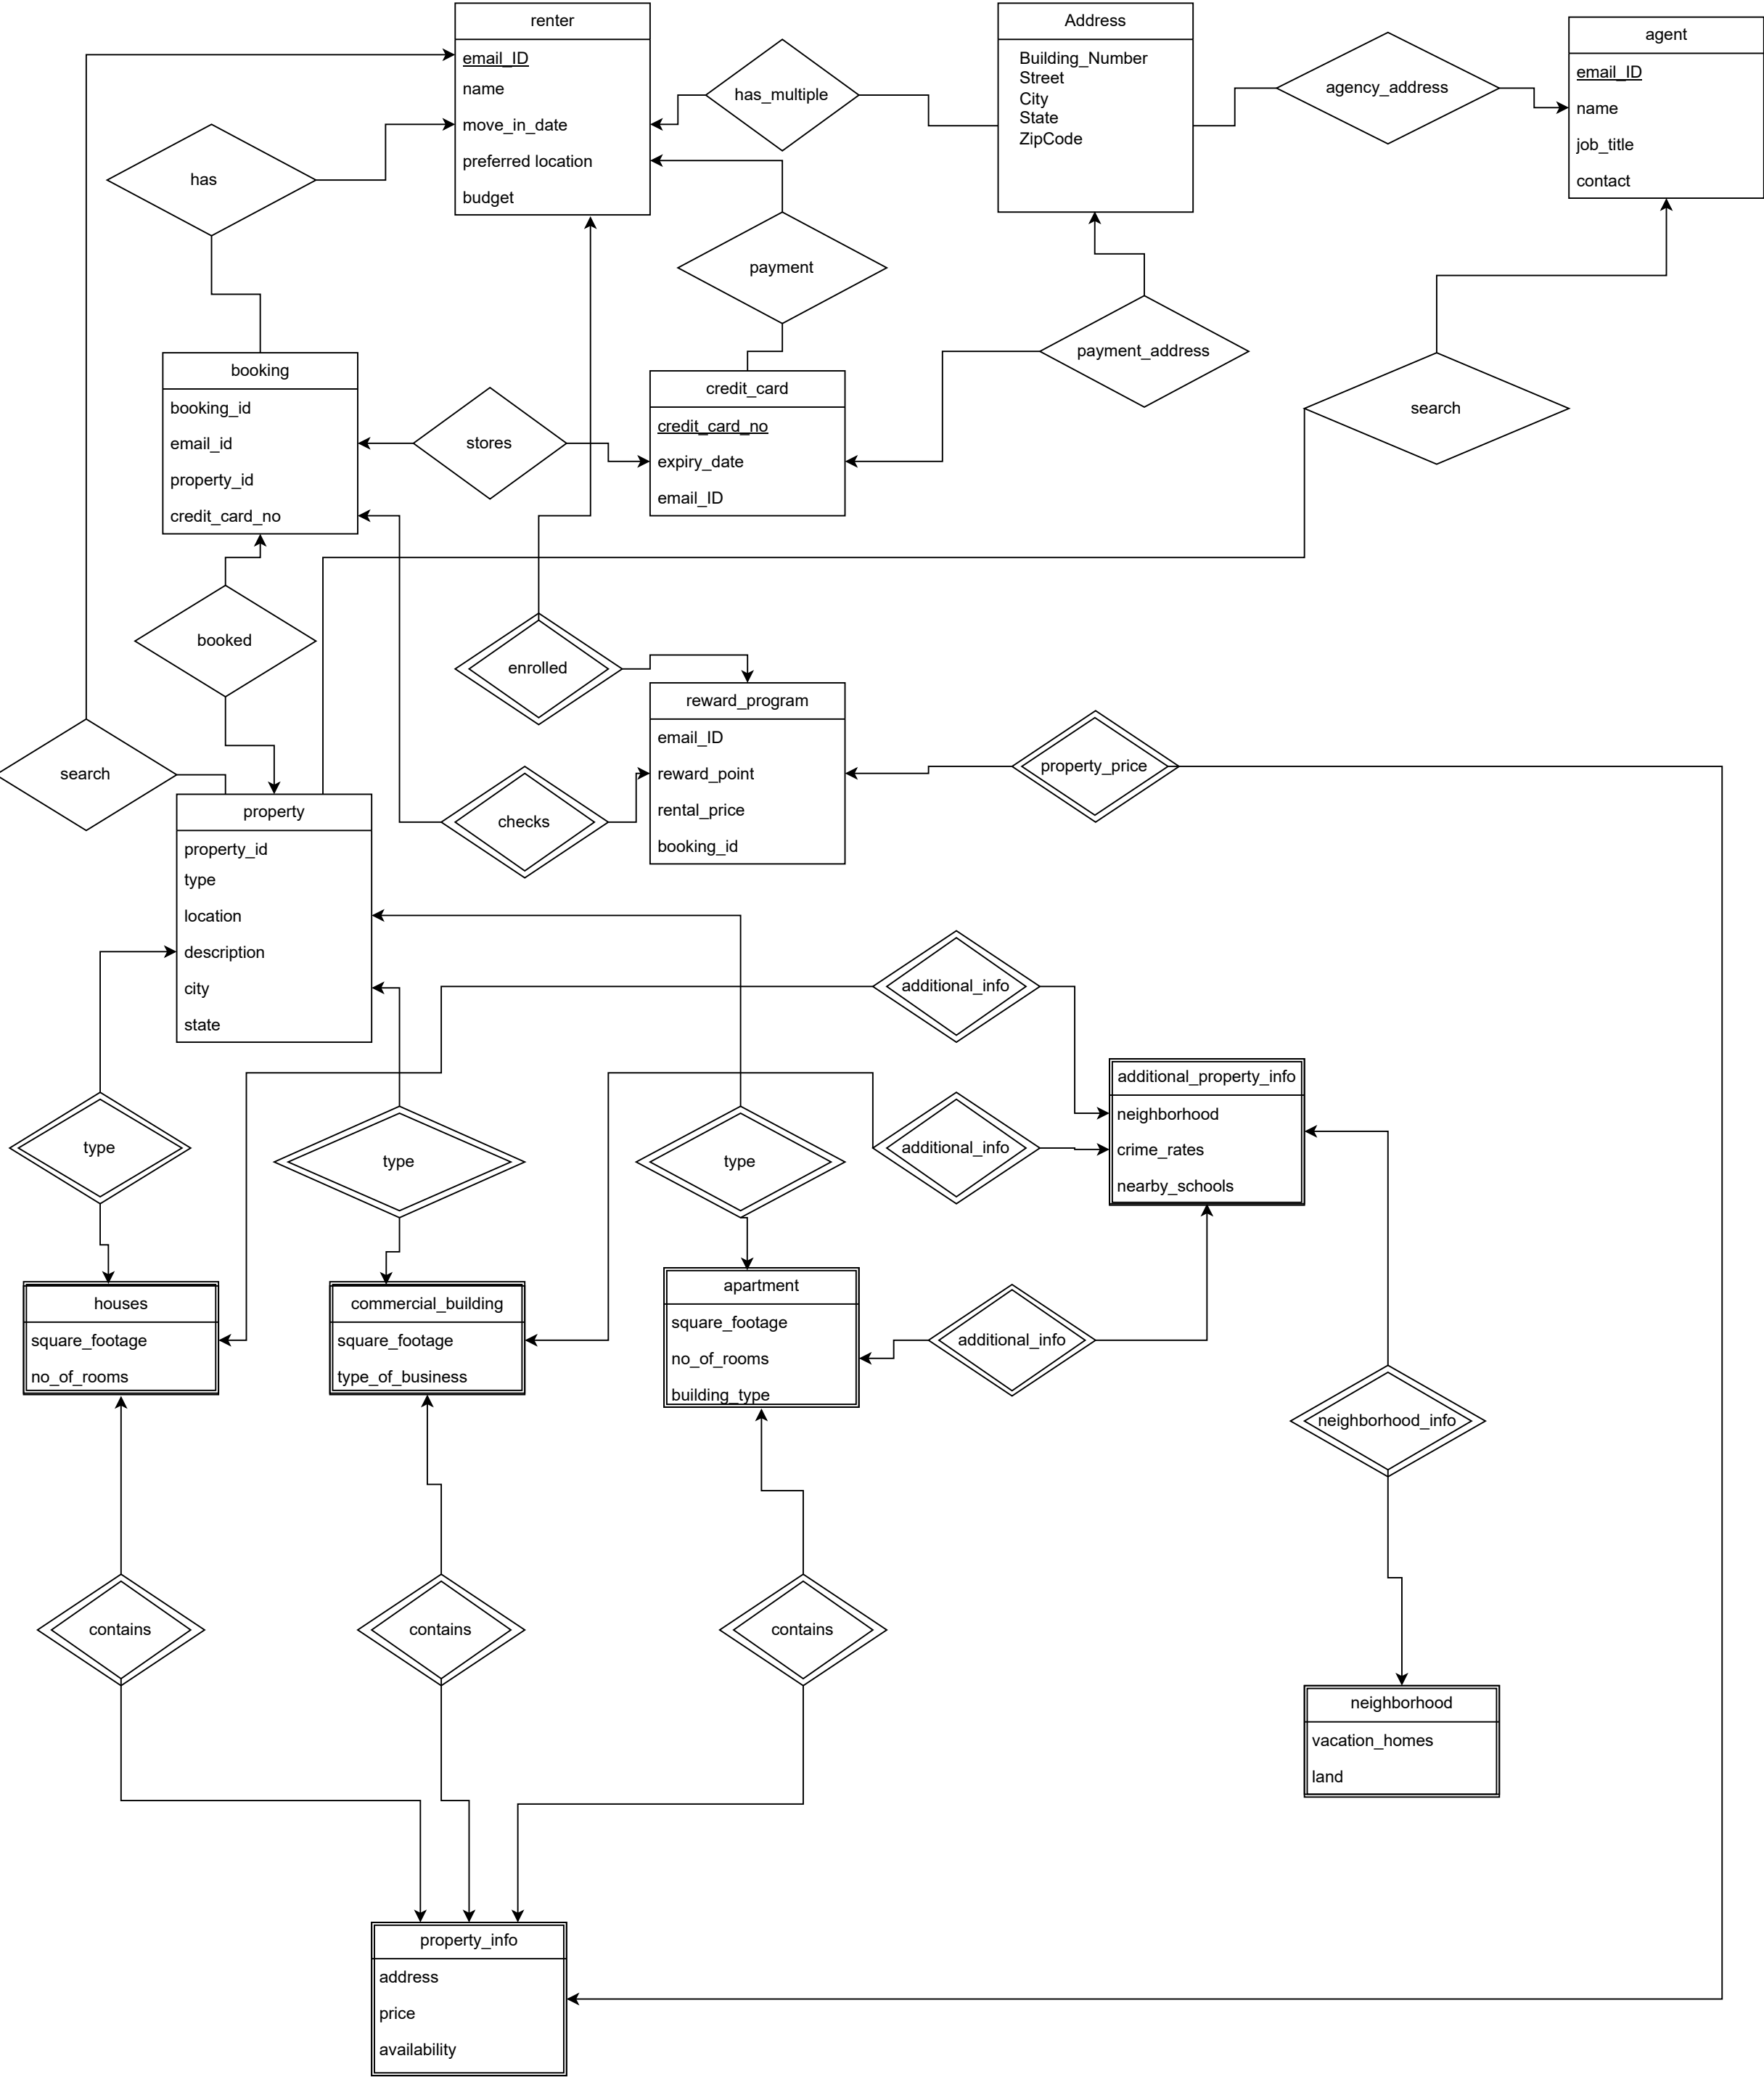 renter
email_ID
name
move_in_date
preferred location
budget
has_multiple
Address
Building_Number
Street
City
State
ZipCode
agency_address
agent
email_ID
name
job_title
contact
has
payment
payment_address
search
booking
booking_id
email_id
property_id
credit_card_no
stores
credit_card
credit_card_no
expiry_date
email_ID
booked
enrolled
search
reward_program
email_ID
reward_point
rental_price
booking_id
property_price
checks
property
property_id
type
location
description
city
state
additional_info
additional_property_info
neighborhood
crime_rates
nearby_schools
type
type
type
additional_info
houses
square_footage
no_of_rooms
commercial_building
square_footage
type_of_business
apartment
square_footage
no_of_rooms
building_type
additional_info
neighborhood_info
contains
contains
contains
neighborhood
vacation_homes
land
property_info
address
price
availability